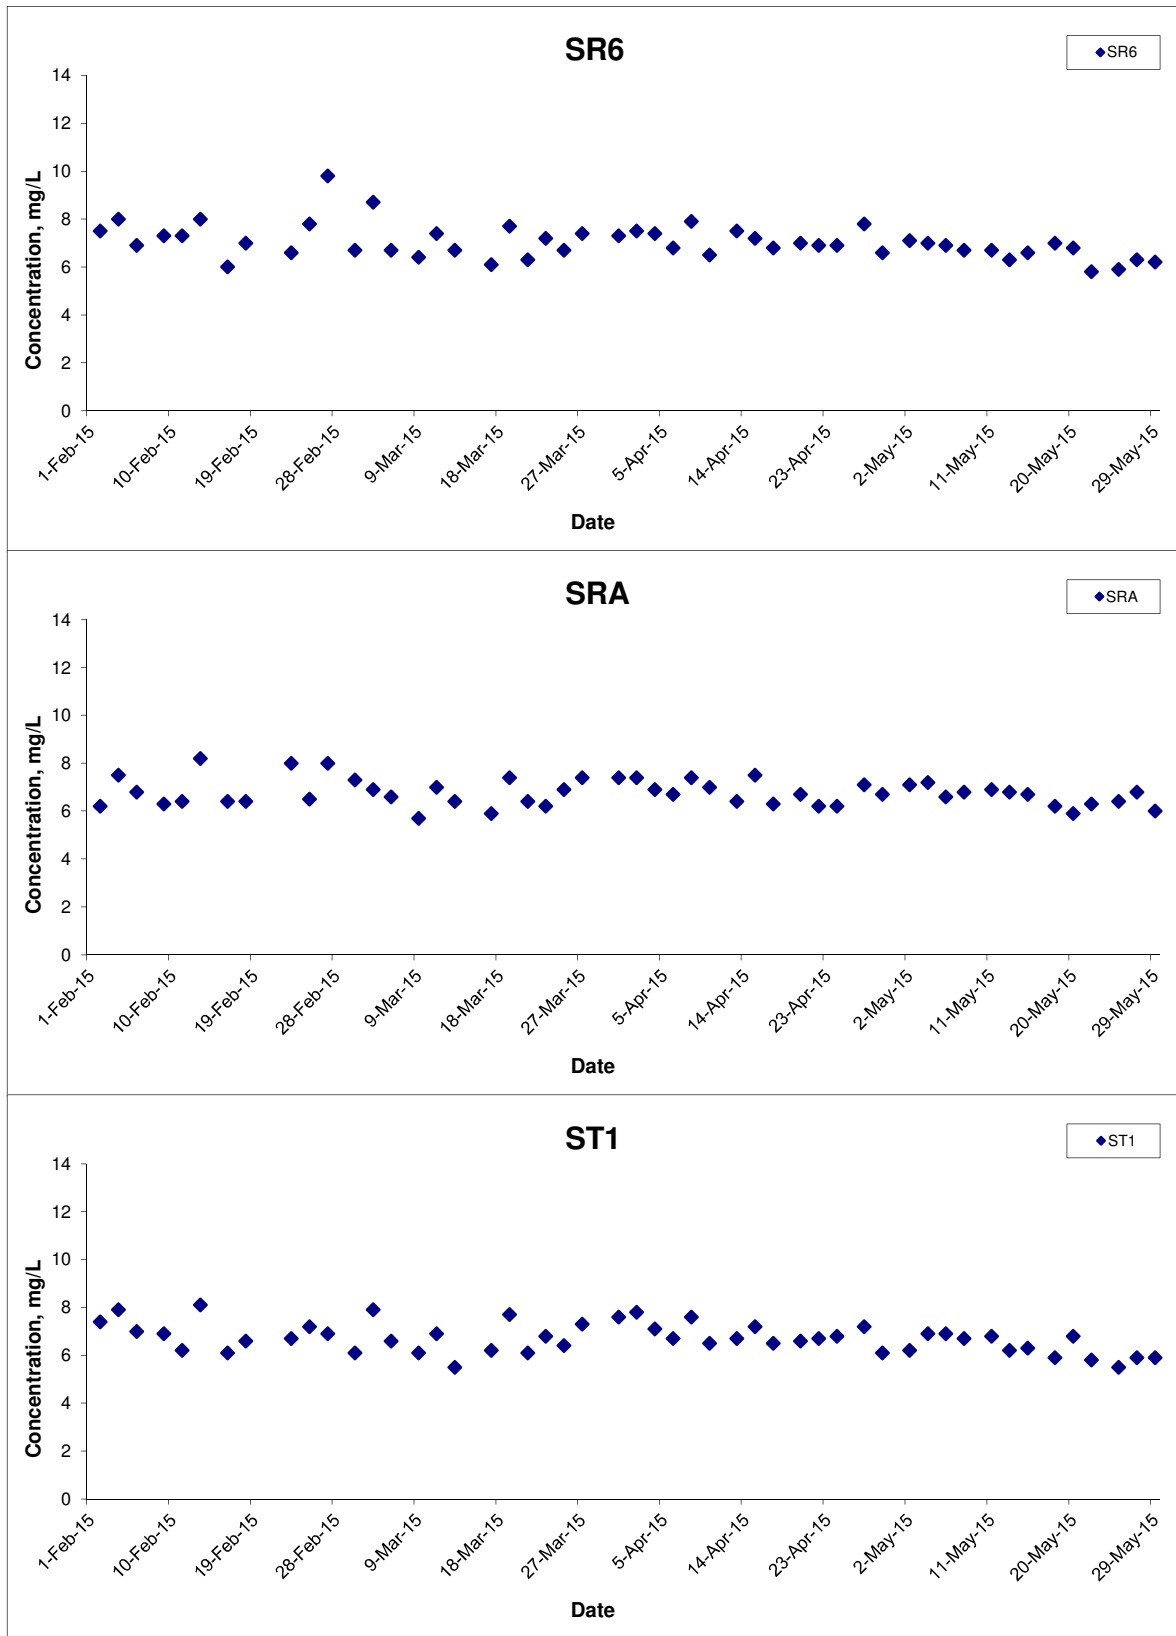 SR6
SR6
14
12
10
8
6
4
2
0
Concentration, mg/L
1-Feb-15
10-Feb-15
19-Feb-15
28-Feb-15
9-Mar-15
18-Mar-15
27-Mar-15
5-Apr-15
14-Apr-15
23-Apr-15
2-May-15
11-May-15
20-May-15
29-May-15
Date
SRA
SRA
14
12
10
8
6
4
2
0
Concentration, mg/L
1-Feb-15
10-Feb-15
19-Feb-15
28-Feb-15
9-Mar-15
18-Mar-15
27-Mar-15
5-Apr-15
14-Apr-15
23-Apr-15
2-May-15
11-May-15
20-May-15
29-May-15
Date
ST1
ST1
14
12
10
8
6
4
2
0
Concentration, mg/L
1-Feb-15
10-Feb-15
19-Feb-15
28-Feb-15
9-Mar-15
18-Mar-15
27-Mar-15
5-Apr-15
14-Apr-15
23-Apr-15
2-May-15
11-May-15
20-May-15
29-May-15
Date